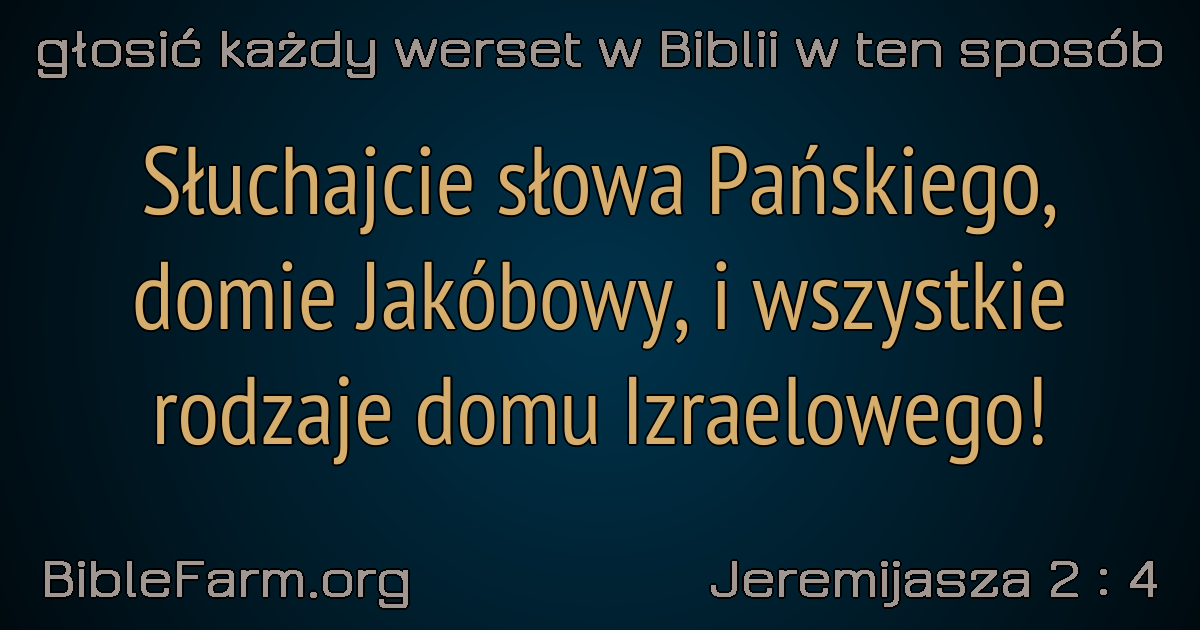 głosić każdy werset w Biblii w ten sposób
Słuchajcie słowa Pańskiego,
domie Jakóbowy, i wszystkie
rodzaje domu Izraelowego!
BibleFarm.org
Jeremijasza 2 : 4